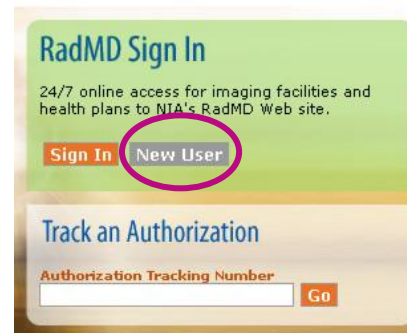 RadMD Sign In
24/7 online access for imaging facilities and
health plans to NIA's RadMD Web site.
Sign In New User
Track an Authorization
Authorization Tracking Number
Go